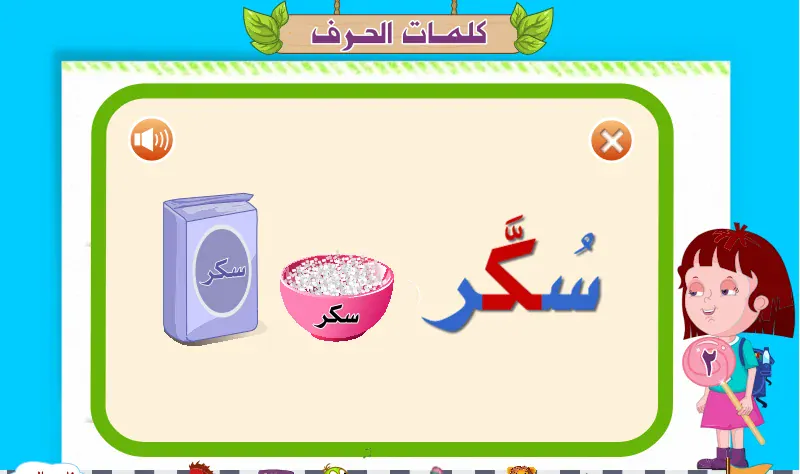 كلمات الحرف
سُكَّر
سكر
سكر
٢